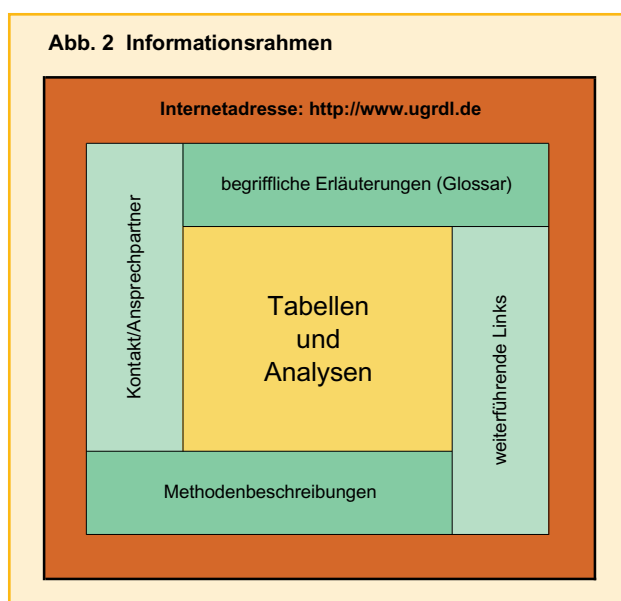 Abb. 2 Informationsrahmen
Internetadresse: http://www.ugrdl.de
begriffliche Erläuterungen (Glossar)
Kontakt/Ansprechpartner
Tabellen
und
Analysen
weiterführende Links
Methodenbeschreibungen